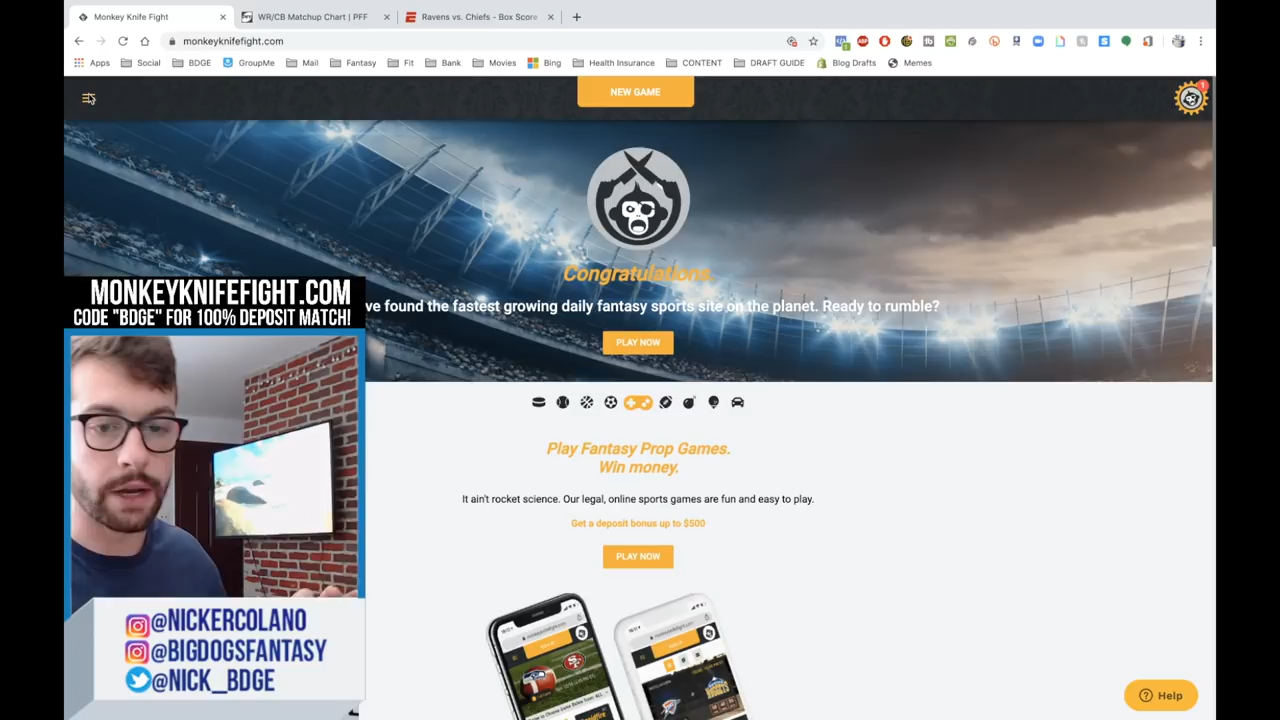 Monkey Knife Fight
WR/CB Matchup Chart | PFF
Ravens vs. Chiefs - Box Score
monkeyknifefight.com
Apps
Social
BDGE
GroupMe
Mail
Fantasy
Fit
Bank
Movies
Bing
Health Insurance
CONTENT
DRAFT GUIDE
Blog Drafts
Memes
NEW GAME
1
Congratulations.
've found the fastest growing daily fantasy sports site on the planet. Ready to rumble?
PLAY NOW
MONKEYKNIFEFIGHT.COM
CODE "BDGE" FOR 100% DEPOSIT MATCH!
Play Fantasy Prop Games.
Win money.
It ain't rocket science. Our legal, online sports games are fun and easy to play.
Get a deposit bonus up to $500
PLAY NOW
@NICKERCOLANO
@BIGDOGSFANTASY
@NICK_BDGE
Help